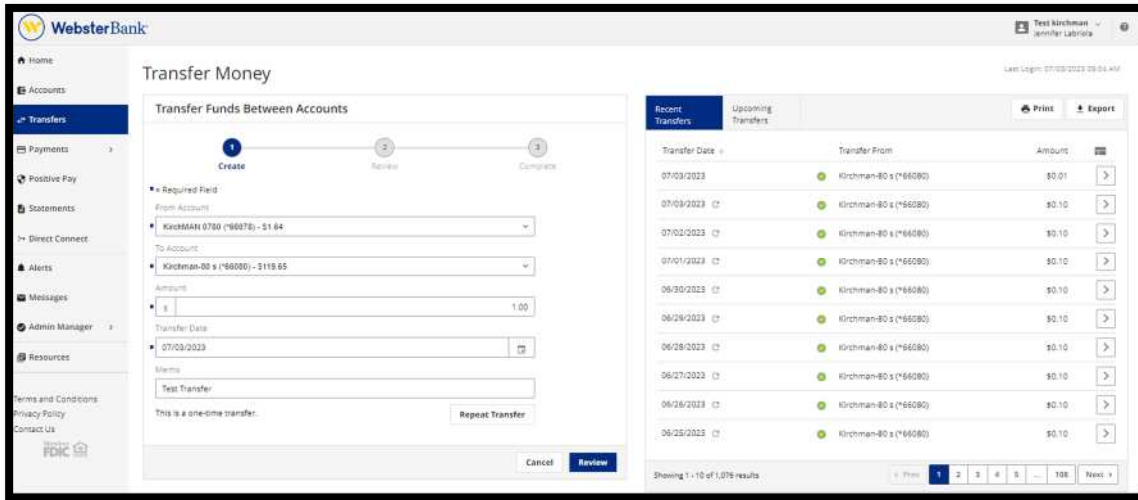 WebsterBank
Test kirchman
Jennifer Labriola
Home
Accounts
Transfers
Payments
Positive Pay
Statements
Direct Connect
Alerts
Messages
Admin Manager
Resources
Terms and Conditions
Privacy Policy
Contact Us
Member
FDIC
Transfer Money
Last Login: 07/03/2023 09:04 AM
Transfer Funds Between Accounts
1 2 3
Create Review Complete
= Required Field
From Account
KirchMAN 0780 (*60078) - $1.64
To Account
Kirchman-80 s (*66080) - $119.65
Amount
$ 1.00
Transfer Date
07/03/2023
Memo
Test Transfer
This is a one-time transfer.
Repeat Transfer
Cancel Review
Recent Transfers
Upcoming Transfers
Print Export
Transfer Date Transfer From Amount
07/03/2023 Kirchman-80 s (*66080) $0.01
07/03/2023 Kirchman-80 s (*66080) $0.10
07/02/2023 Kirchman-80 s (*66080) $0.10
07/01/2023 Kirchman-80 s (*66080) $0.10
06/30/2023 Kirchman-80 s (*66080) $0.10
06/29/2023 Kirchman-80 s (*66080) $0.10
06/28/2023 Kirchman-80 s (*66080) $0.10
06/27/2023 Kirchman-80 s (*66080) $0.10
06/26/2023 Kirchman-80 s (*66080) $0.10
06/25/2023 Kirchman-80 s (*66080) $0.10
Showing 1 - 10 of 1,076 results
‹ Prev 1 2 3 4 5 ... 108 Next ›